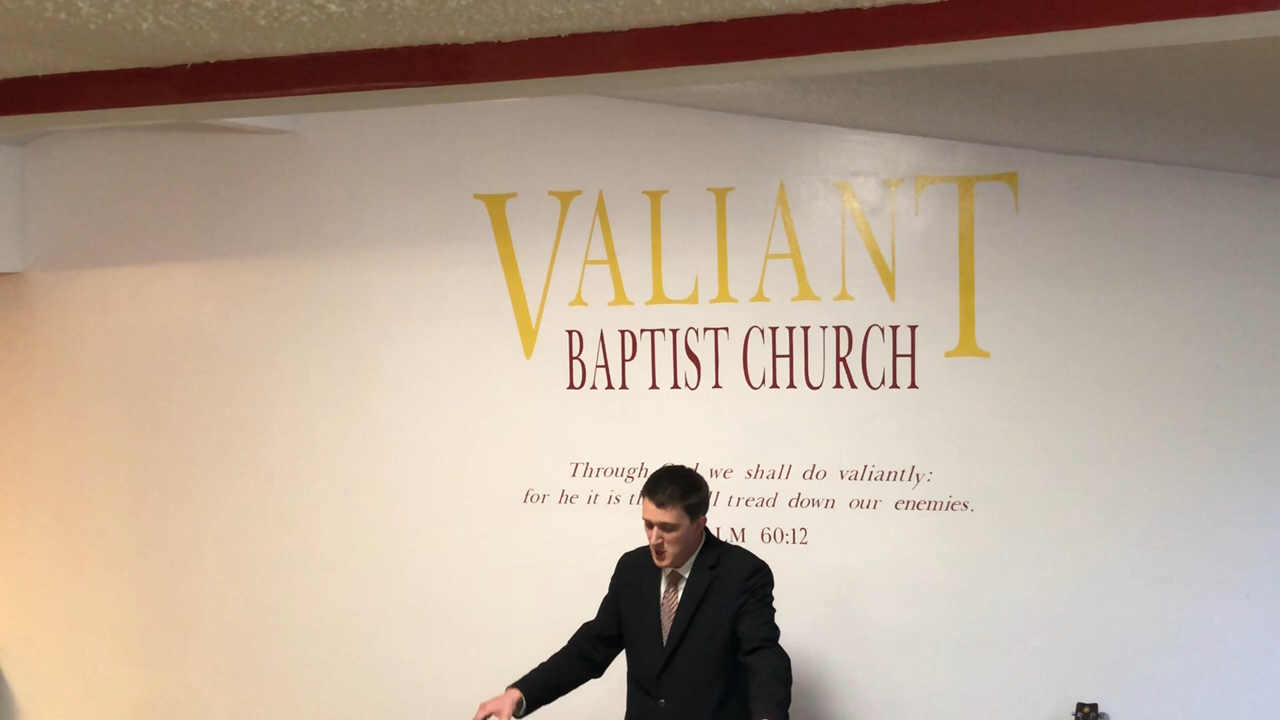 VALIANT
BAPTIST CHURCH
Through we shall do valiantly:
for he it is tread down our enemies.
60:12